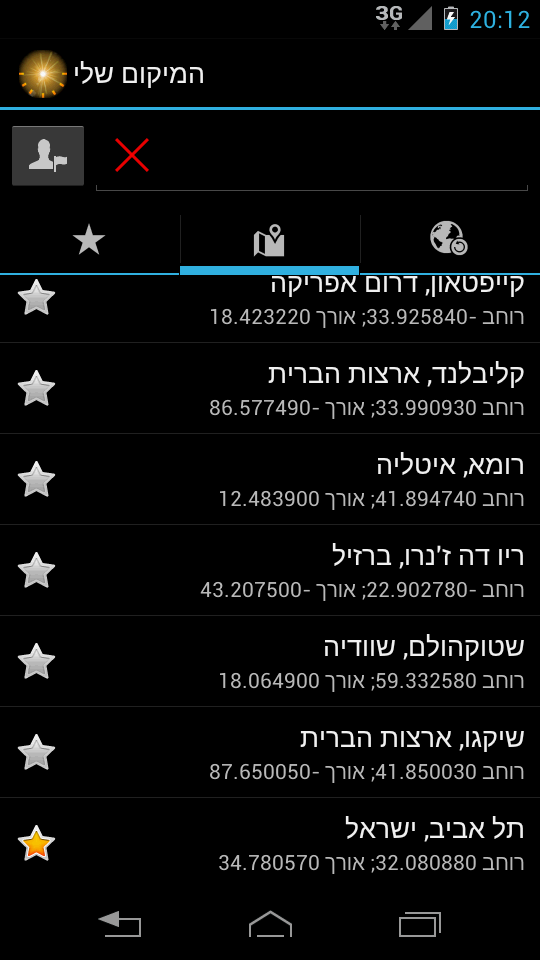 3G 20:12
המיקום שלי
קייפטאון, דרום אפריקה
רוחב -33.925840; אורך 18.423220
קליבלנד, ארצות הברית
רוחב 33.990930; אורך -86.577490
רומא, איטליה
רוחב 41.894740; אורך 12.483900
ריו דה ז'נרו, ברזיל
רוחב -22.902780; אורך -43.207500
שטוקהולם, שוודיה
רוחב 59.332580; אורך 18.064900
שיקגו, ארצות הברית
רוחב 41.850030; אורך -87.650050
תל אביב, ישראל
רוחב 32.080880; אורך 34.780570